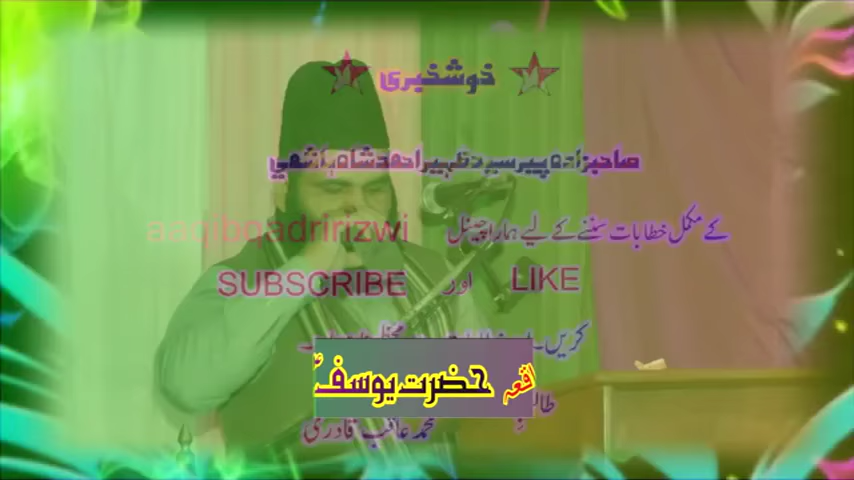 خوشخبری
صاحبزادہ پیر سید ظہیر احمد شاہ ہاشمی
aaqibqadririzwi کے مکمل خطابات سننے کے لیے ہمارا چینل
SUBSCRIBE اور LIKE
کریں۔
حضرت یوسفؑ
محمد عاقب قادری